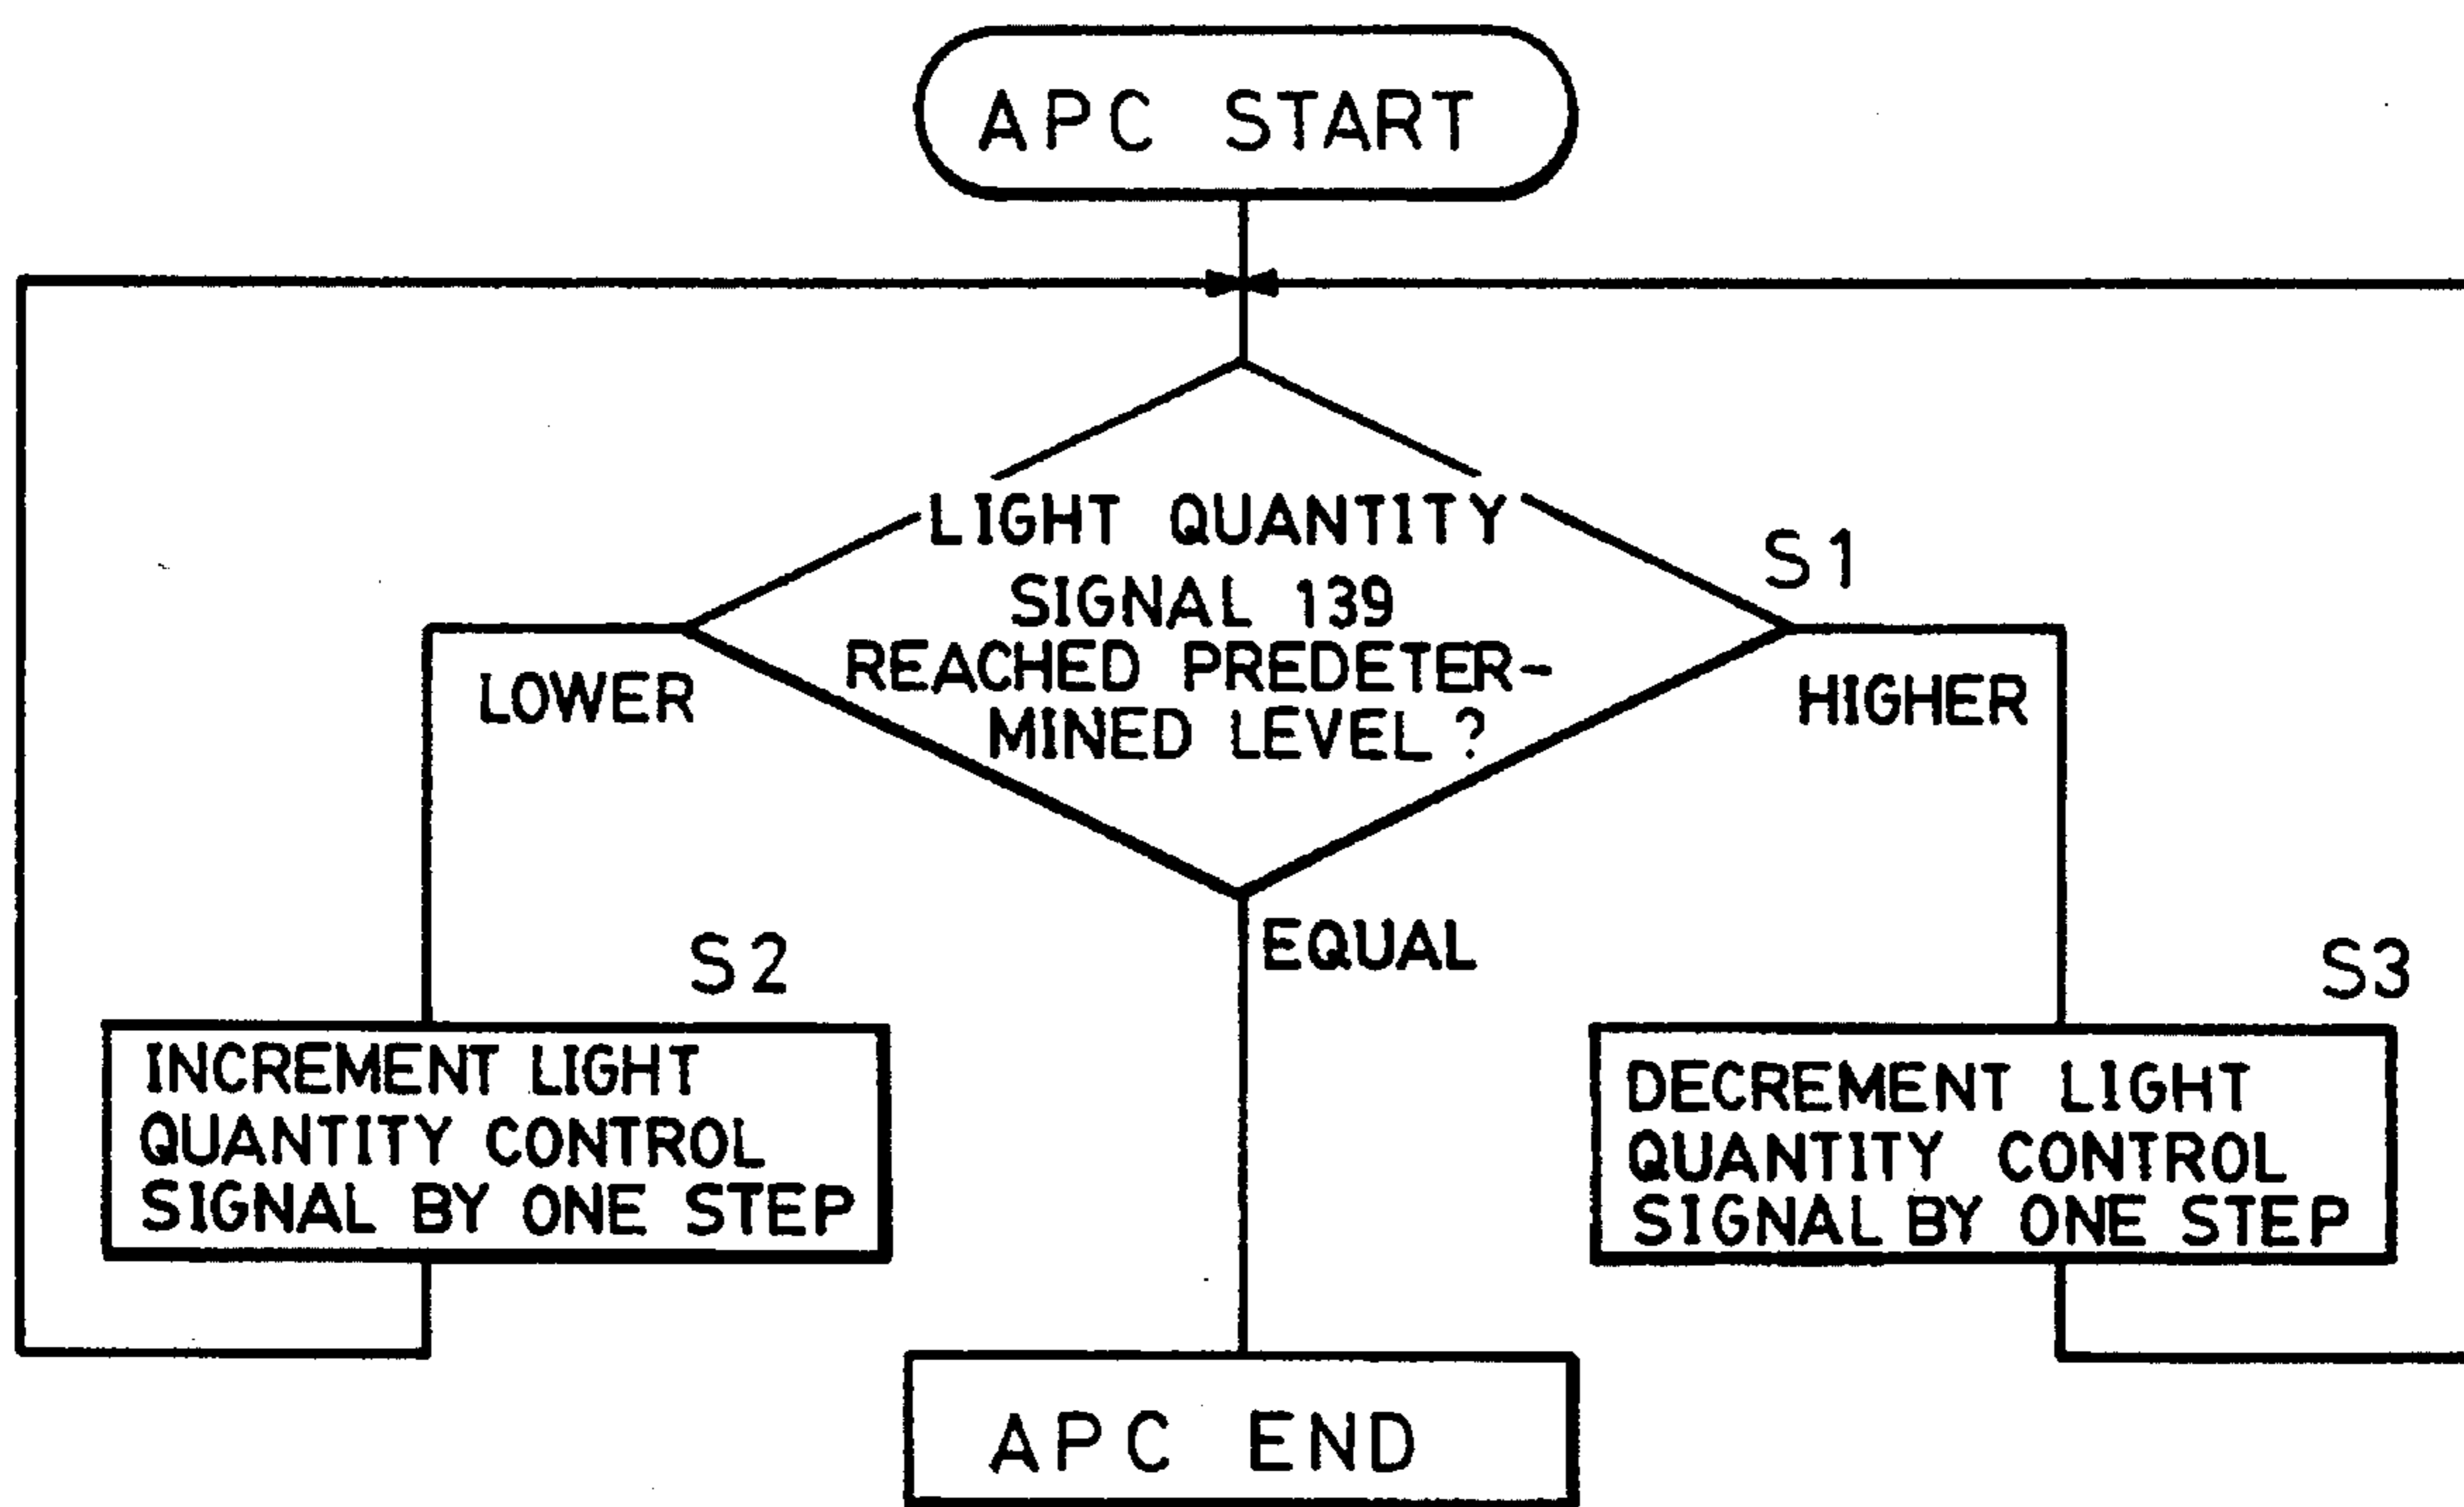 APC START
LIGHT QUANTITY
SIGNAL 139
REACHED PREDETER-
MINED LEVEL ?
S1
LOWER
HIGHER
EQUAL
S2
INCREMENT LIGHT
QUANTITY CONTROL
SIGNAL BY ONE STEP
S3
DECREMENT LIGHT
QUANTITY CONTROL
SIGNAL BY ONE STEP
APC END